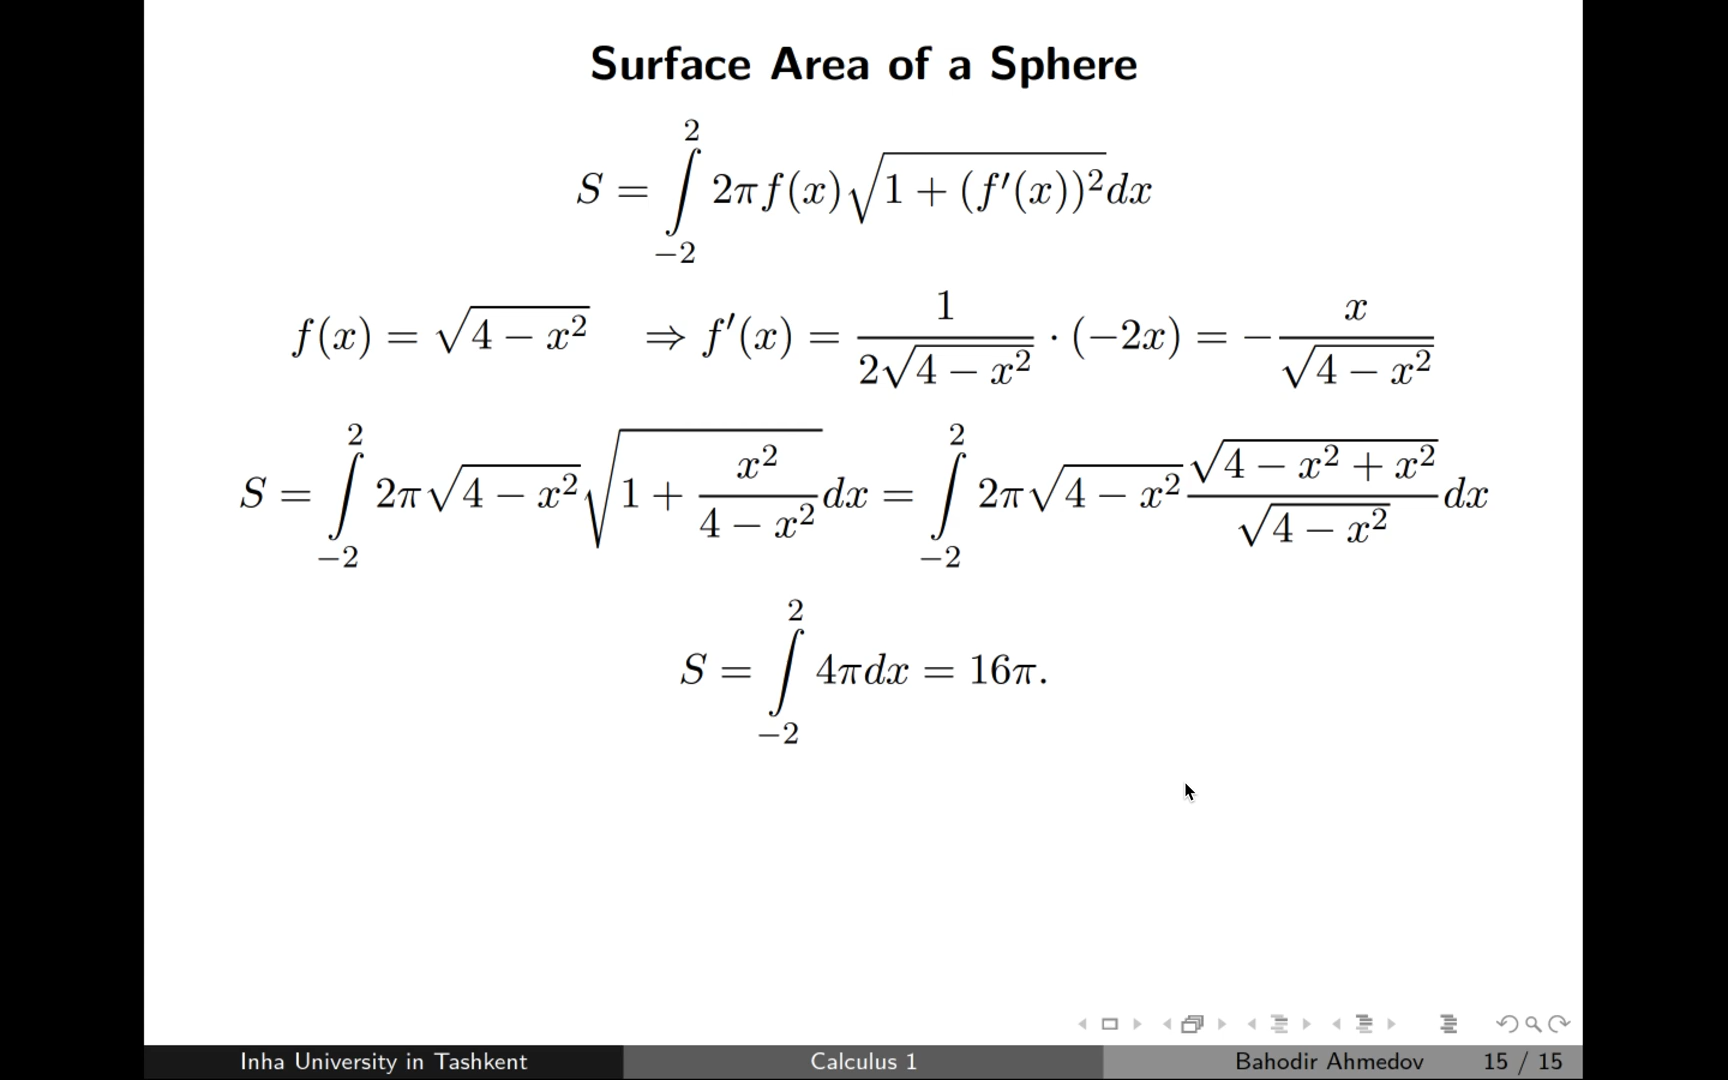 Surface Area of a Sphere
S = ∫_{-2}^{2} 2πf(x)√(1 + (f′(x))²)dx
f(x) = √(4 − x²) ⇒ f′(x) = 1/(2√(4 − x²)) · (−2x) = −x/√(4 − x²)
S = ∫_{-2}^{2} 2π√(4 − x²)√(1 + x²/(4 − x²))dx = ∫_{-2}^{2} 2π√(4 − x²) √(4 − x² + x²)/√(4 − x²) dx
S = ∫_{-2}^{2} 4πdx = 16π.
Inha University in Tashkent Calculus 1 Bahodir Ahmedov 15 / 15